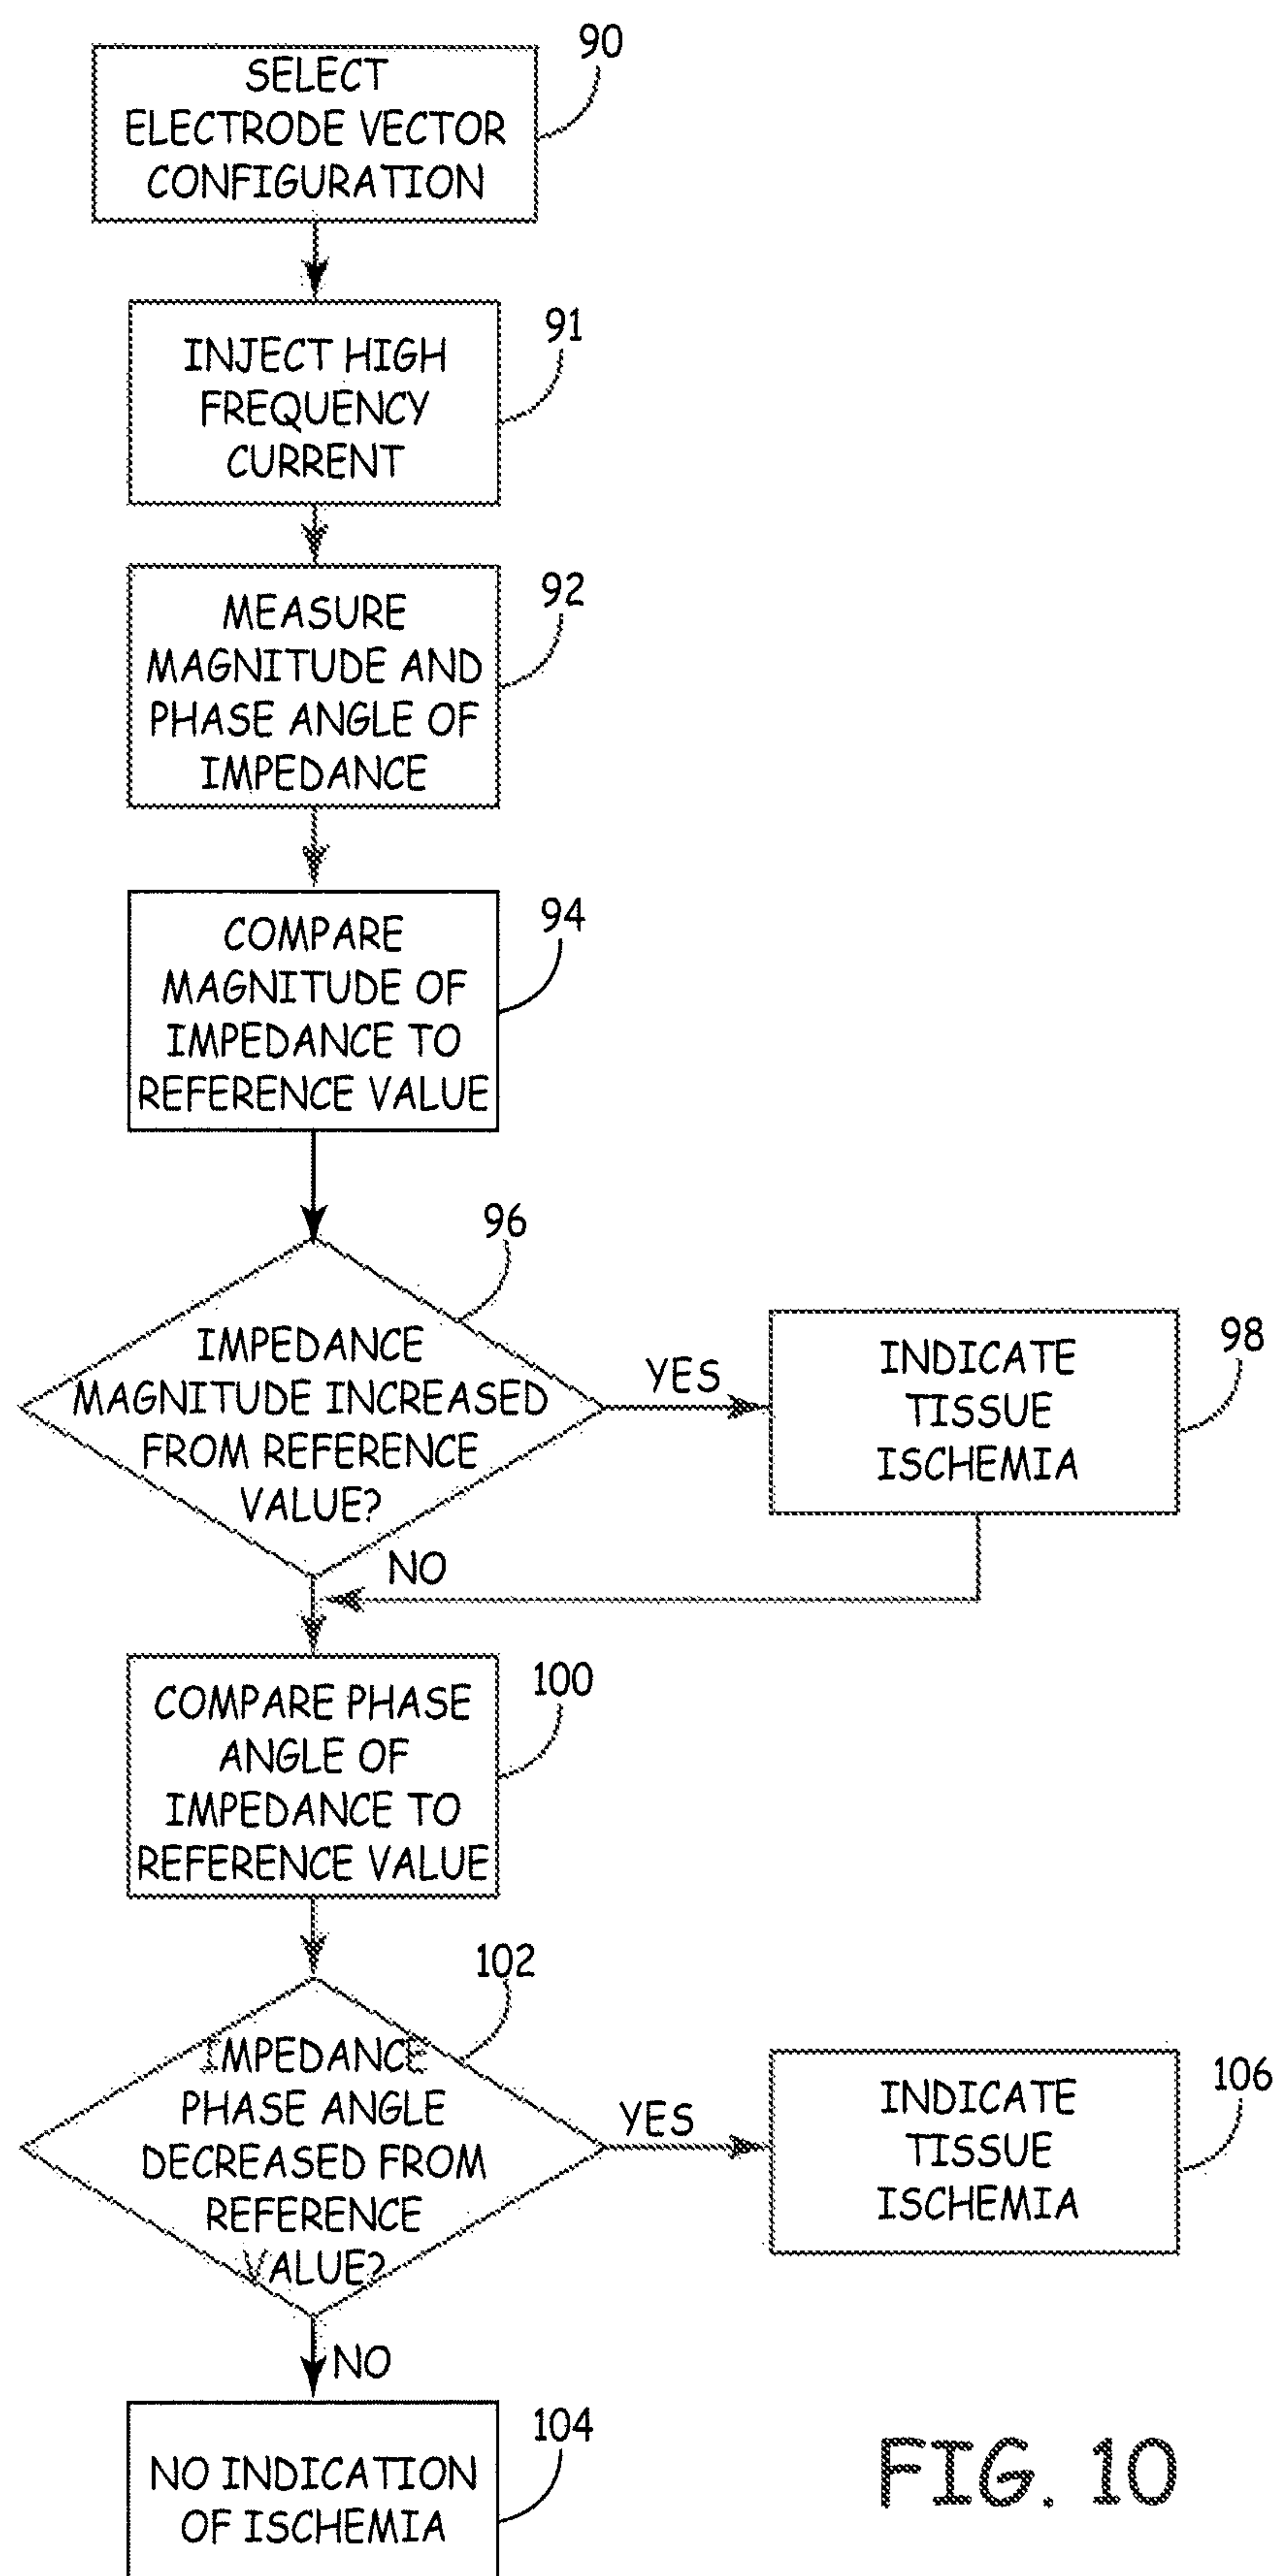 90
SELECT
ELECTRODE VECTOR
CONFIGURATION
91
INJECT HIGH
FREQUENCY
CURRENT
92
MEASURE
MAGNITUDE AND
PHASE ANGLE OF
IMPEDANCE
94
COMPARE
MAGNITUDE OF
IMPEDANCE TO
REFERENCE VALUE
96
IMPEDANCE
MAGNITUDE INCREASED
FROM REFERENCE
VALUE?
YES
98
INDICATE
TISSUE
ISCHEMIA
NO
100
COMPARE PHASE
ANGLE OF
IMPEDANCE TO
REFERENCE VALUE
102
IMPEDANCE
PHASE ANGLE
DECREASED FROM
REFERENCE
VALUE?
YES
106
INDICATE
TISSUE
ISCHEMIA
NO
104
NO INDICATION
OF ISCHEMIA
FIG. 10